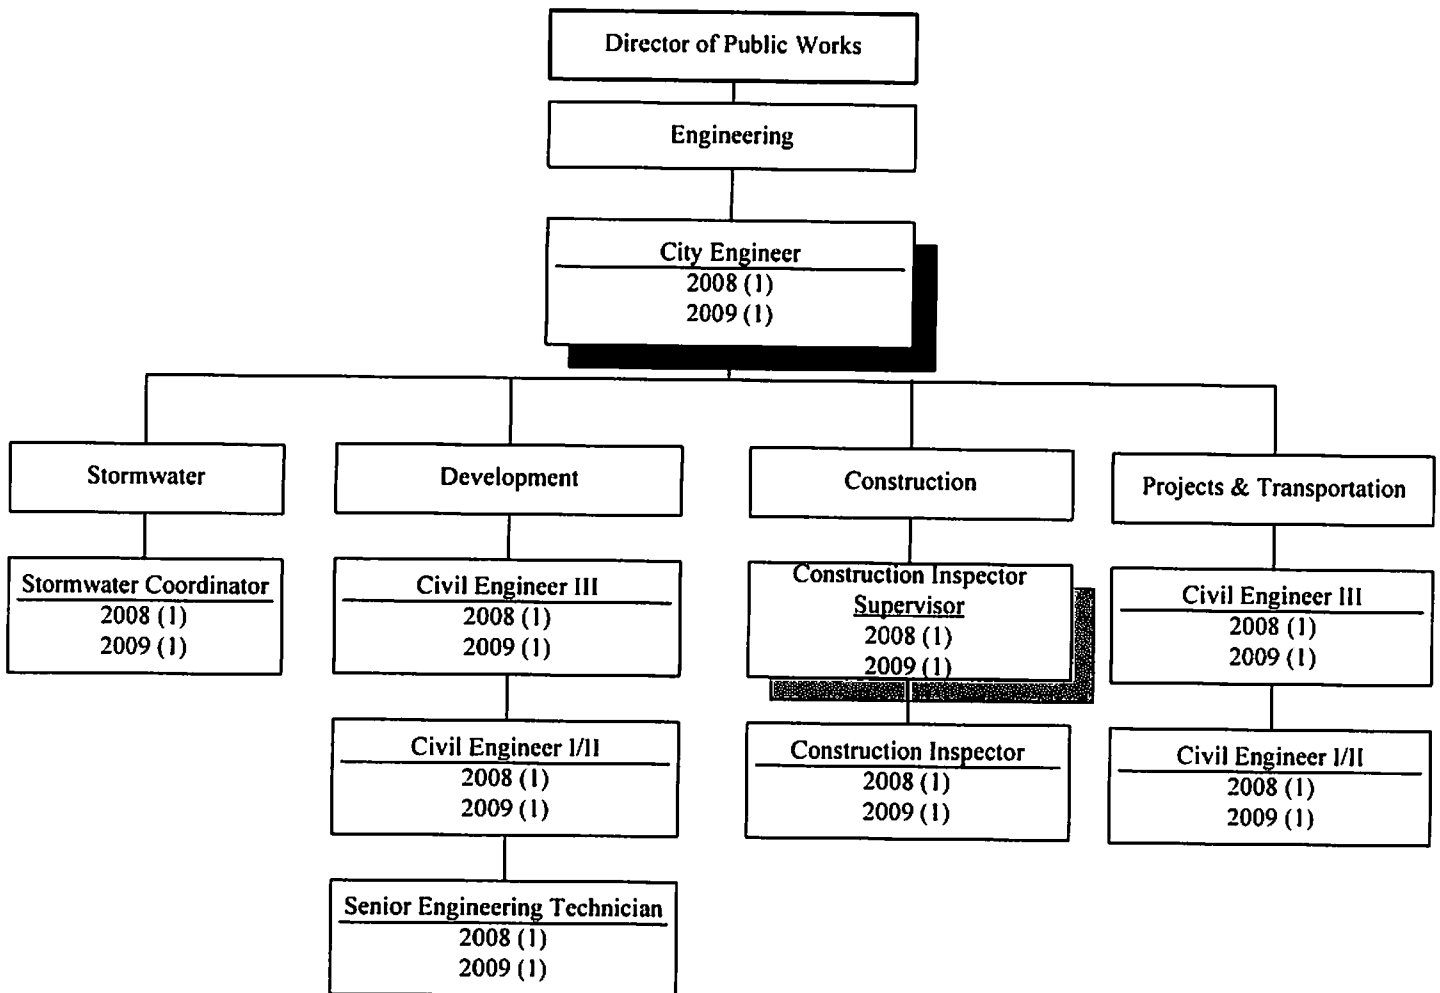 Director of Public Works
Engineering
City Engineer
2008 (1)
2009 (1)
Stormwater
Development
Construction
Projects & Transportation
Stormwater Coordinator
2008 (1)
2009 (1)
Civil Engineer III
2008 (1)
2009 (1)
Construction Inspector
Supervisor
2008 (1)
2009 (1)
Civil Engineer III
2008 (1)
2009 (1)
Civil Engineer I/II
2008 (1)
2009 (1)
Construction Inspector
2008 (1)
2009 (1)
Civil Engineer I/II
2008 (1)
2009 (1)
Senior Engineering Technician
2008 (1)
2009 (1)